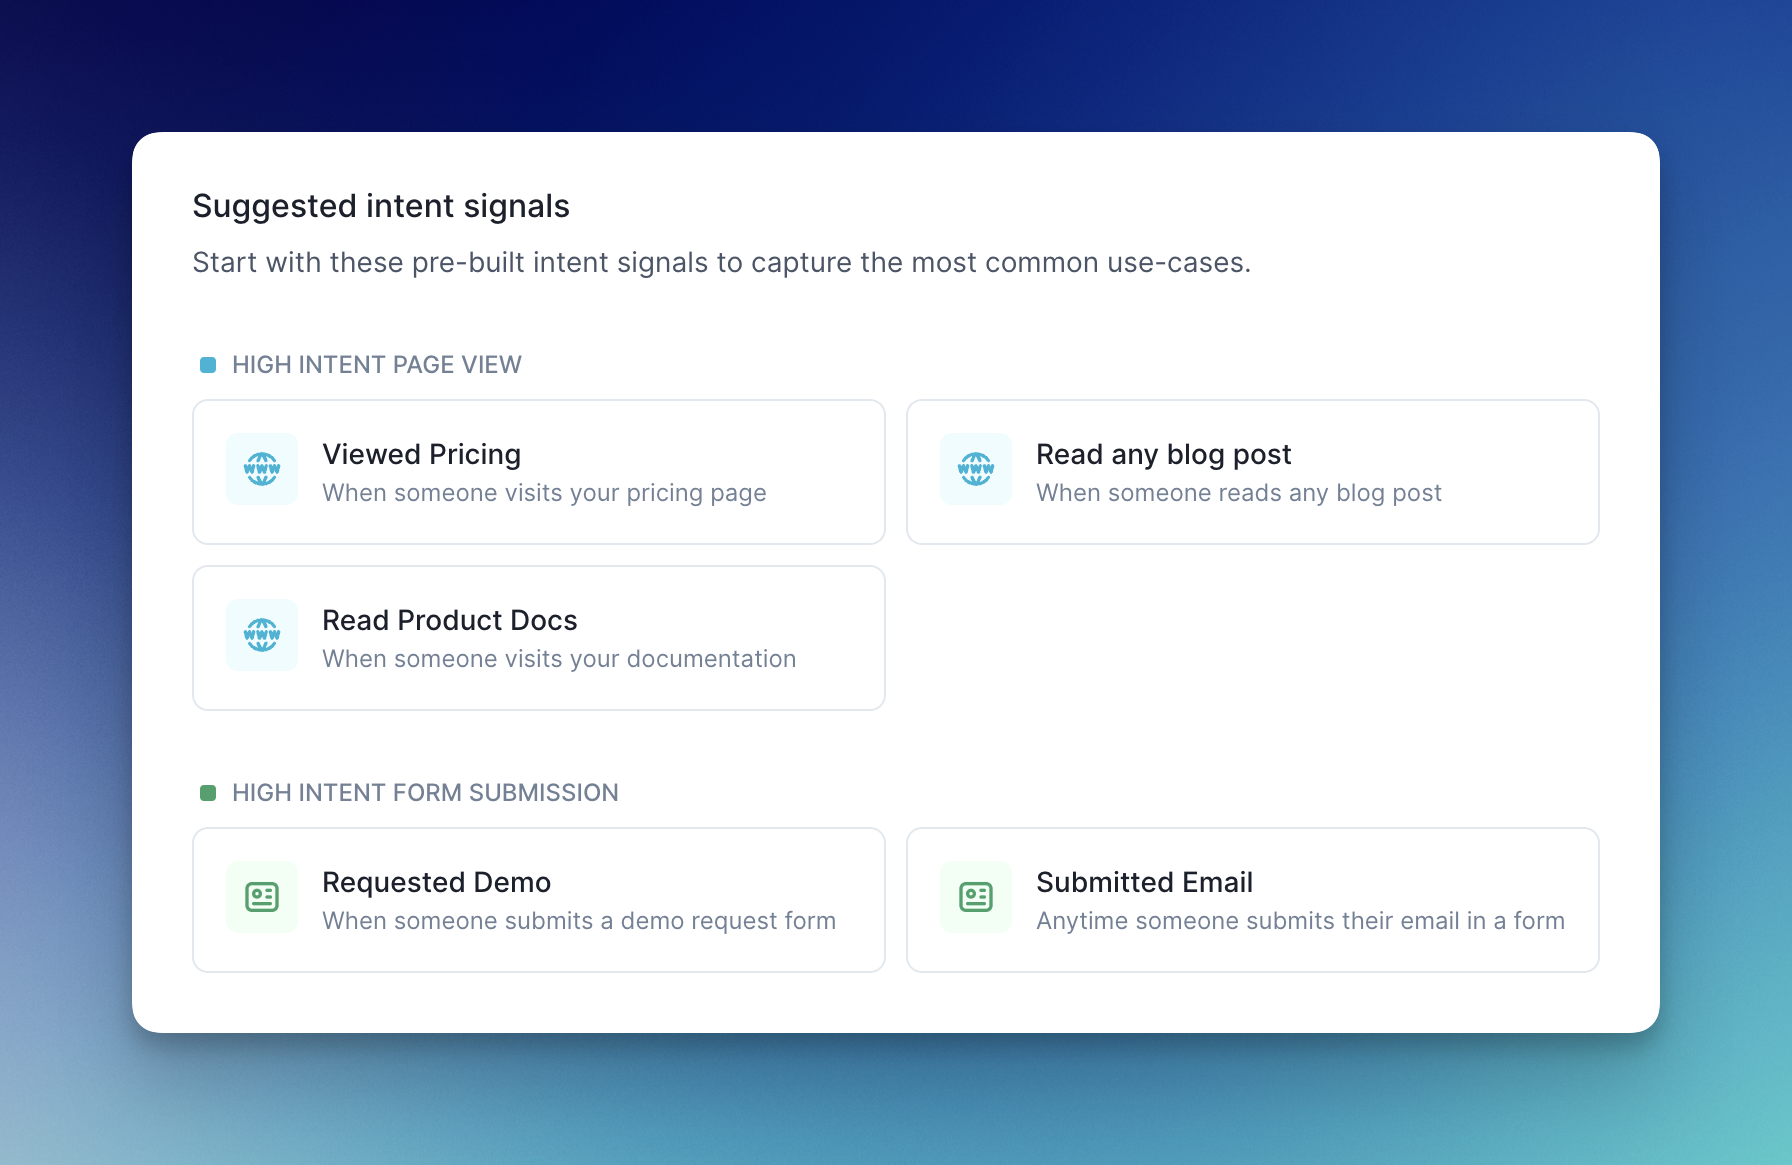 Suggested intent signals
Start with these pre-built intent signals to capture the most common use-cases.
HIGH INTENT PAGE VIEW
WWW
Viewed Pricing
When someone visits your pricing page
WWW
Read any blog post
When someone reads any blog post
WWW
Read Product Docs
When someone visits your documentation
HIGH INTENT FORM SUBMISSION
Requested Demo
When someone submits a demo request form
Submitted Email
Anytime someone submits their email in a form